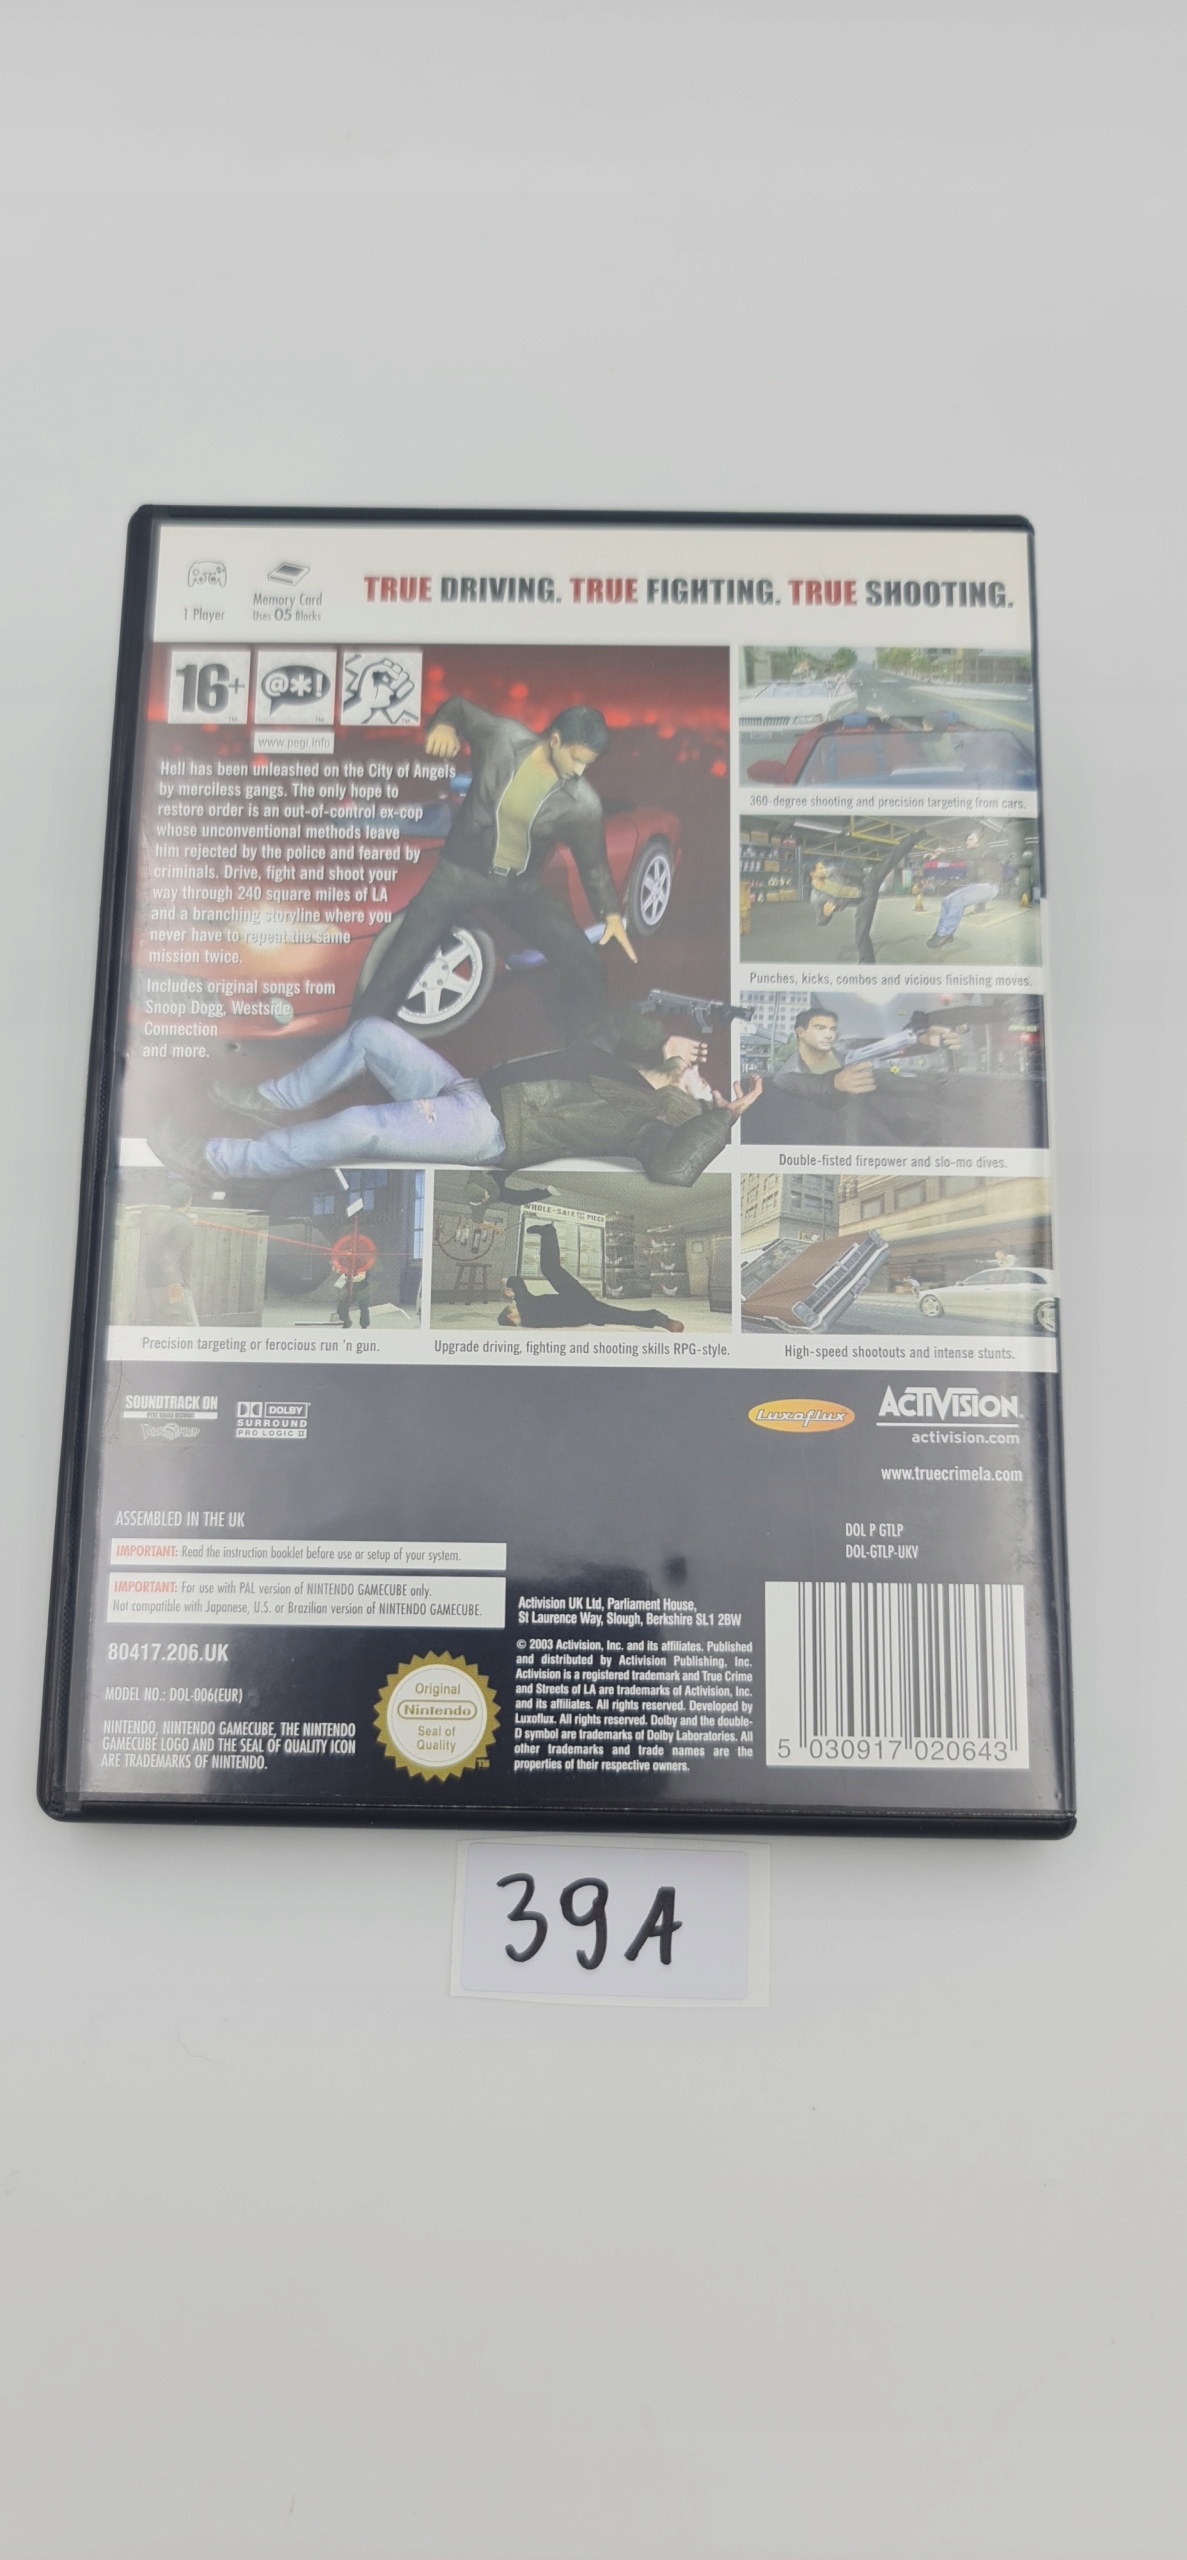 1 Player
Memory Card
Uses 05 Blocks
TRUE DRIVING. TRUE FIGHTING. TRUE SHOOTING.
16+
@*!
www.pegi.info
Hell has been unleashed on the City of Angels
by merciless gangs. The only hope to
restore order is an out-of-control ex-cop
whose unconventional methods leave
him rejected by the police and feared by
criminals. Drive, fight and shoot your
way through 240 square miles of LA
and a branching storyline where you
never have to repeat the same
mission twice.
Includes original songs from
Snoop Dogg, Westside
Connection
and more.
360-degree shooting and precision targeting from cars.
Punches, kicks, combos and vicious finishing moves.
Double-fisted firepower and slo-mo dives.
WHOLE-SALE PIECE
Precision targeting or ferocious run 'n gun.
Upgrade driving, fighting and shooting skills RPG-style.
High-speed shootouts and intense stunts.
SOUNDTRACK ON
DOLBY
SURROUND
PRO LOGIC II
Luxoflux
ACTIVISION.
activision.com
www.truecrimela.com
ASSEMBLED IN THE UK
IMPORTANT: Read the instruction booklet before use or setup of your system.
IMPORTANT: For use with PAL version of NINTENDO GAMECUBE only.
Not compatible with Japanese, U.S. or Brazilian version of NINTENDO GAMECUBE.
80417.206.UK
MODEL NO.: DOL-006(EUR)
NINTENDO, NINTENDO GAMECUBE, THE NINTENDO
GAMECUBE LOGO AND THE SEAL OF QUALITY ICON
ARE TRADEMARKS OF NINTENDO.
Original
Nintendo
Seal of
Quality
TM
Activision UK Ltd, Parliament House,
St Laurence Way, Slough, Berkshire SL1 2BW
© 2003 Activision, Inc. and its affiliates. Published
and distributed by Activision Publishing, Inc.
Activision is a registered trademark and True Crime
and Streets of LA are trademarks of Activision, Inc.
and its affiliates. All rights reserved. Developed by
Luxoflux. All rights reserved. Dolby and the double-
D symbol are trademarks of Dolby Laboratories. All
other trademarks and trade names are the
properties of their respective owners.
DOL P GTLP
DOL-GTLP-UKV
5 030917 020643
39A